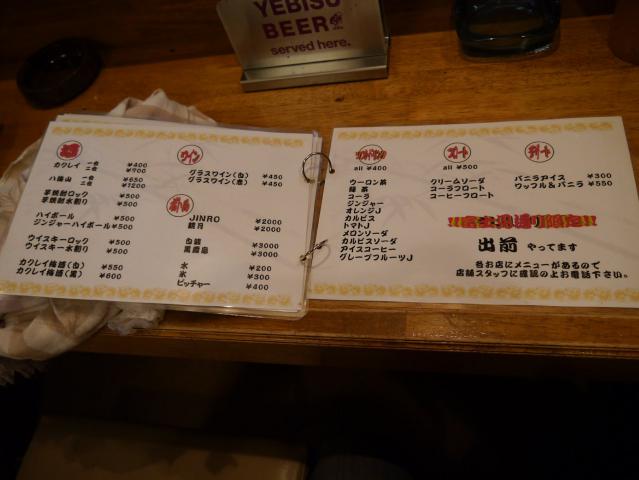 YEBISU
BEER
served here.
酒
カクレイ 一合 ¥400
二合 ¥700
八海山 一合 ¥650
二合 ¥1200
芋焼酎ロック ¥500
芋焼酎水割り ¥500
ハイボール ¥500
ジンジャーハイボール ¥500
ウイスキーロック ¥500
ウイスキー水割り ¥500
カクレイ梅酒(白) ¥550
カクレイ梅酒(黒) ¥600
ワイン
グラスワイン(白) ¥450
グラスワイン(赤) ¥450
JINRO ¥2000
鏡月 ¥2000
¥3000
黒霧島 ¥3000
水 ¥200
氷 ¥300
ピッチャー ¥400
ソフトドリンク
all ¥400
ウーロン茶
緑茶
コーラ
ジンジャー
オレンジJ
カルピス
トマトJ
メロンソーダ
カルピスソーダ
アイスコーヒー
グレープフルーツJ
フロート
all ¥500
クリームソーダ
コーラフロート
コーヒーフロート
デザート
バニラアイス ¥300
ワッフル&バニラ ¥550
富士見通り限定!!
出前 やってます
各お店にメニューがあるので
店舗スタッフに確認の上お電話下さい。